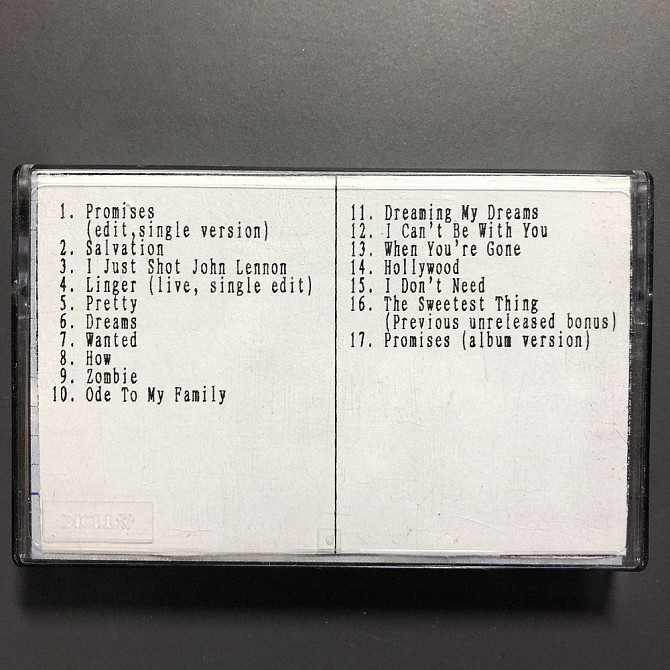 1. Promises
(edit,single version)
2. Salvation
3. I Just Shot John Lennon
4. Linger (live, single edit)
5. Pretty
6. Dreams
7. Wanted
8. How
9. Zombie
10. Ode To My Family
11. Dreaming My Dreams
12. I Can't Be With You
13. When You're Gone
14. Hollywood
15. I Don't Need
16. The Sweetest Thing
(Previous unreleased bonus)
17. Promises (album version)
TDK